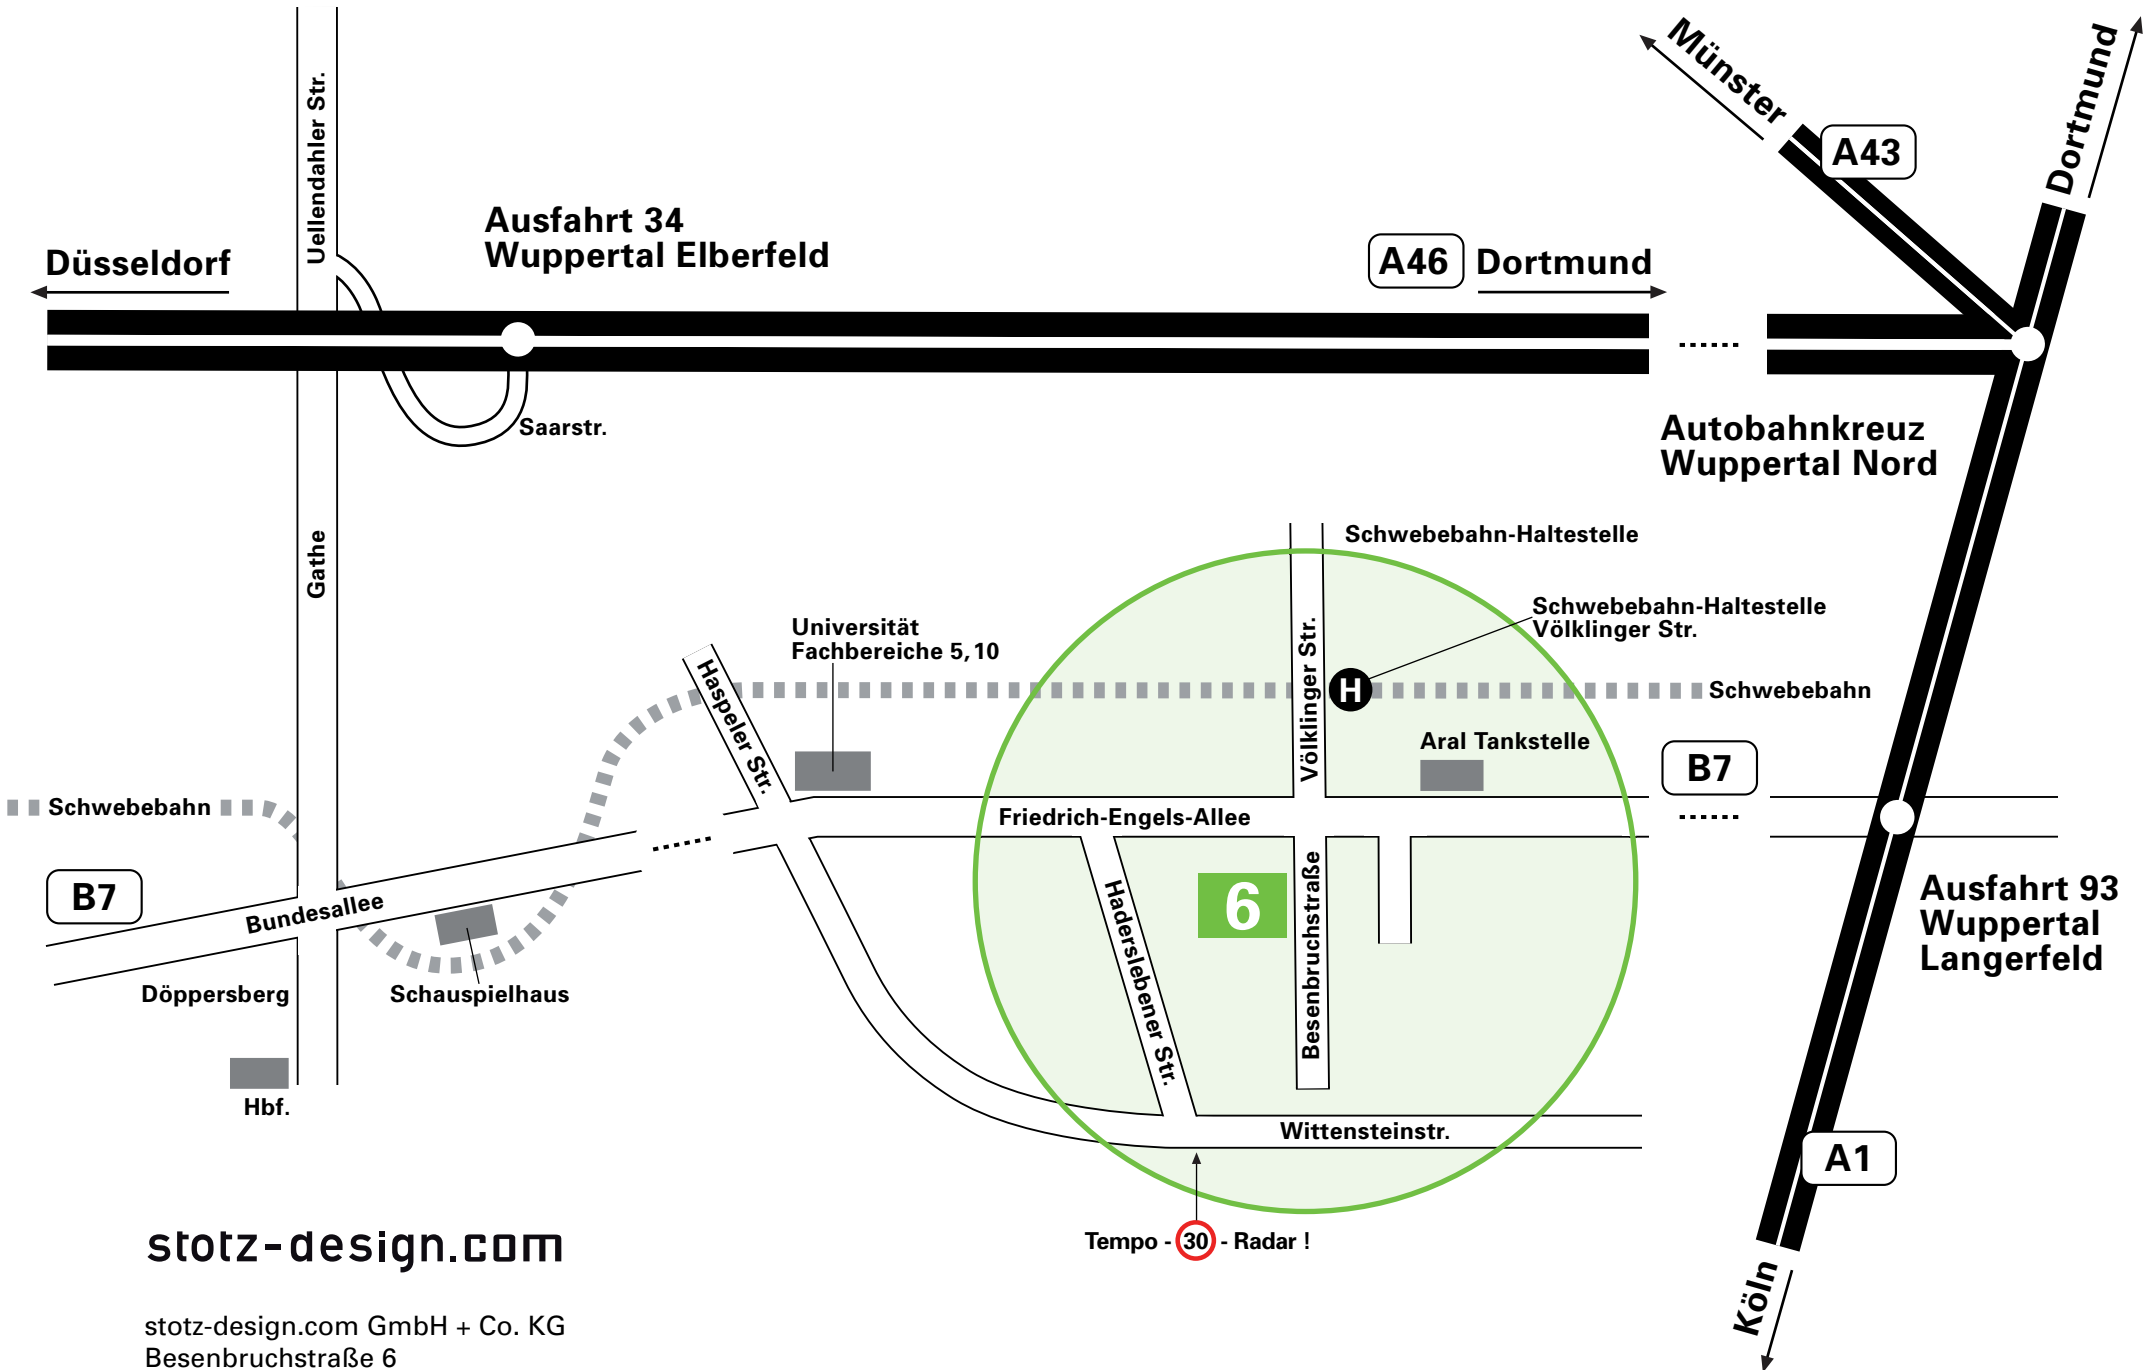 Münster
Dortmund
A43
Uellendahler Str.
Ausfahrt 34
Wuppertal Elberfeld
Düsseldorf
A46
Dortmund
Saarstr.
Autobahnkreuz
Wuppertal Nord
Gathe
Schwebebahn-Haltestelle
Schwebebahn-Haltestelle
Völklinger Str.
Universität
Fachbereiche 5,10
Haspeler Str.
Völklinger Str.
H
Schwebebahn
Aral Tankstelle
B7
Schwebebahn
Friedrich-Engels-Allee
B7
Bundesallee
6
Haderslebener Str.
Besenbruchstraße
Ausfahrt 93
Wuppertal
Langerfeld
Döppersberg
Schauspielhaus
Hbf.
Wittensteinstr.
A1
Tempo - 30 - Radar !
Köln
stotz-design.com
stotz-design.com GmbH + Co. KG
Besenbruchstraße 6